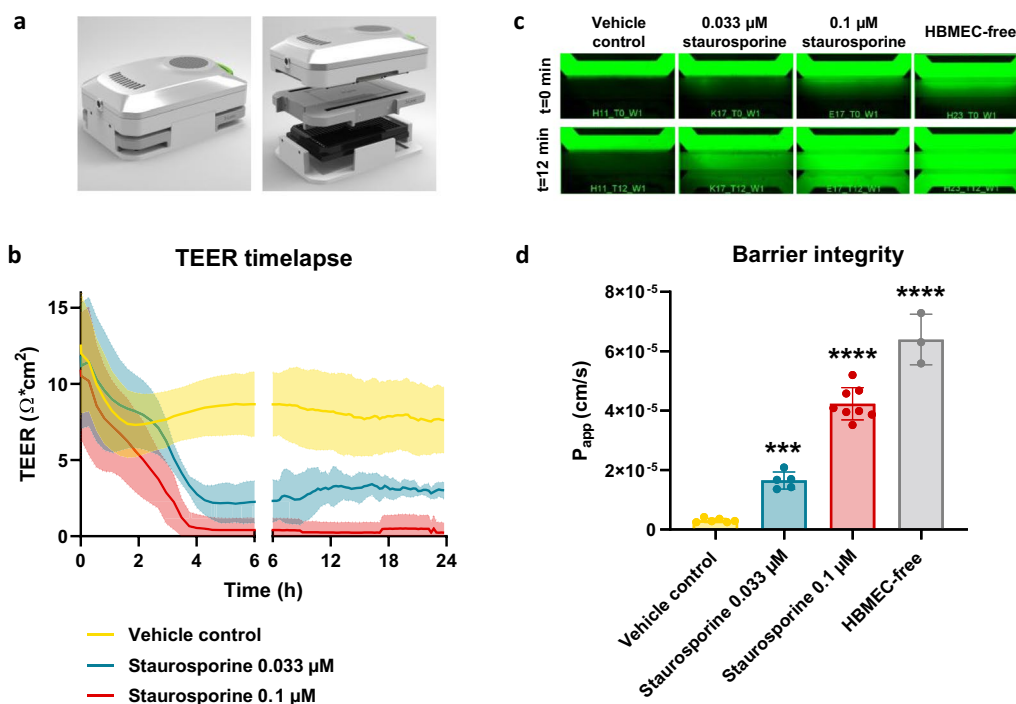 a
c
Vehicle
control
0.033 µM
staurosporine
0.1 µM
staurosporine
HBMEC-free
t=0 min
H11_T0_W1
K17_T0_W1
E17_T0_W1
H23_T0_W1
t=12 min
H11_T12_W1
K17_T12_W1
E17_T12_W1
H23_T12_W1
b
TEER timelapse
TEER (Ω*cm²)
15
10
5
0
0
2
4
6
6
12
18
24
Time (h)
Vehicle control
Staurosporine 0.033 µM
Staurosporine 0.1 µM
d
Barrier integrity
Papp (cm/s)
8×10⁻⁵
6×10⁻⁵
4×10⁻⁵
2×10⁻⁵
0
***
****
****
Vehicle control
Staurosporine 0.033 µM
Staurosporine 0.1 µM
HBMEC-free